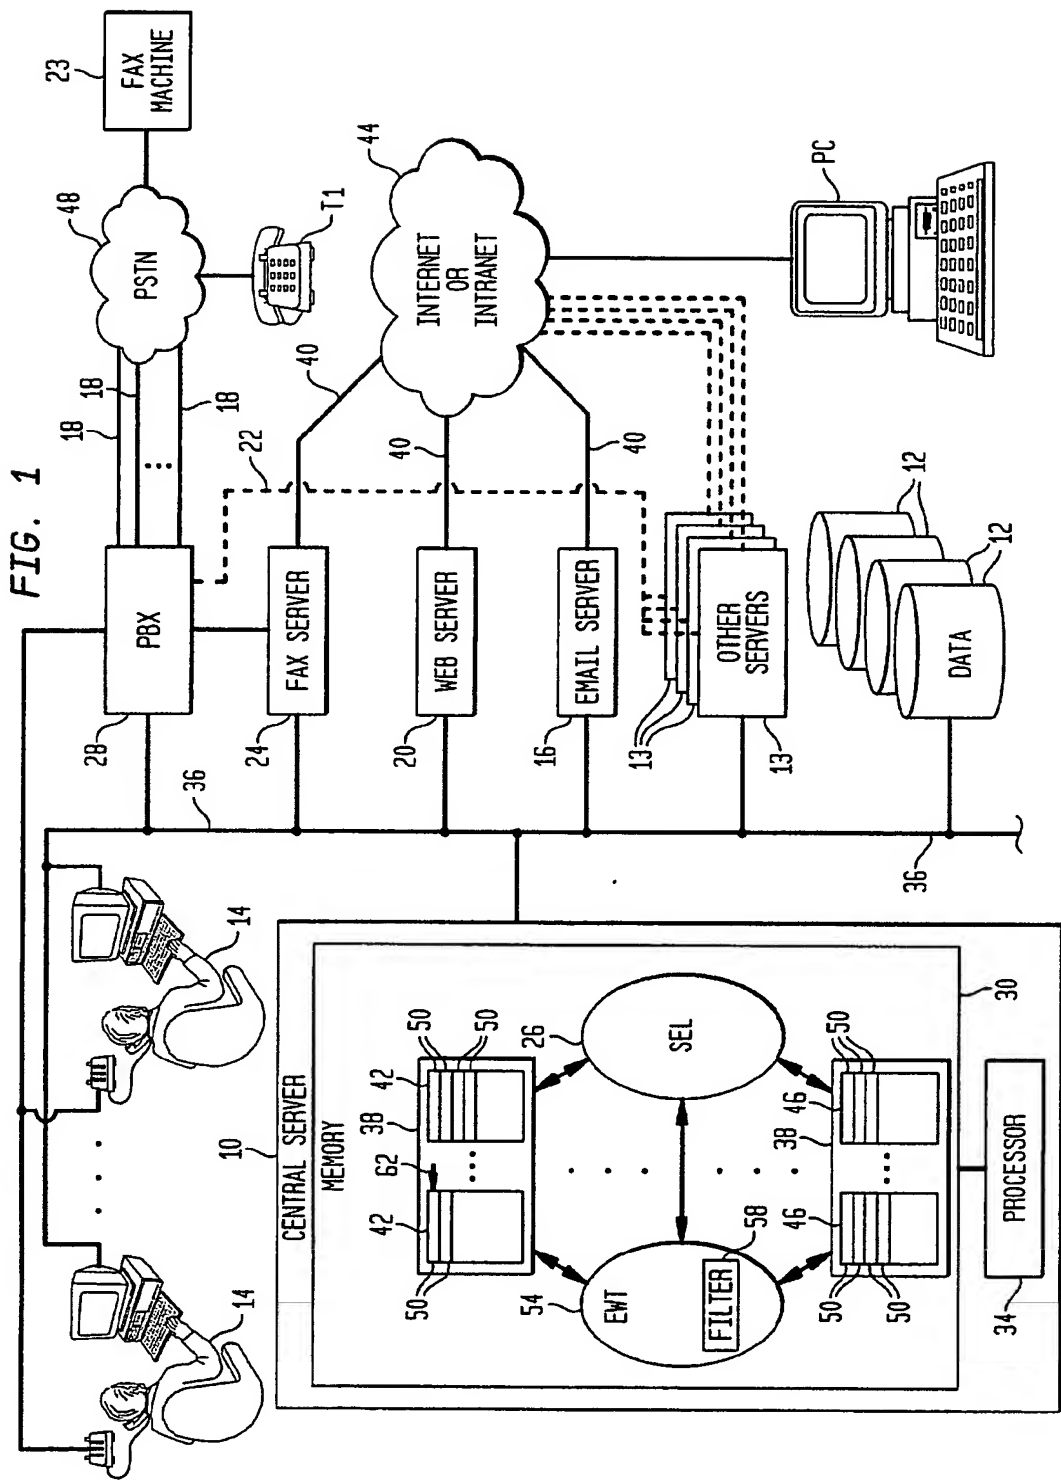 FIG. 1
23
FAX
MACHINE
48
PSTN
T1
18
18
18
22
28
PBX
24
FAX SERVER
40
44
INTERNET
OR
INTRANET
20
WEB SERVER
40
16
EMAIL SERVER
40
13
13
OTHER
SERVERS
PC
12
12
DATA
36
36
14
14
10
CENTRAL SERVER
MEMORY
30
50
50
50
42
42
38
62
26
SEL
54
EWT
58
FILTER
50
50
50
46
46
38
34
PROCESSOR